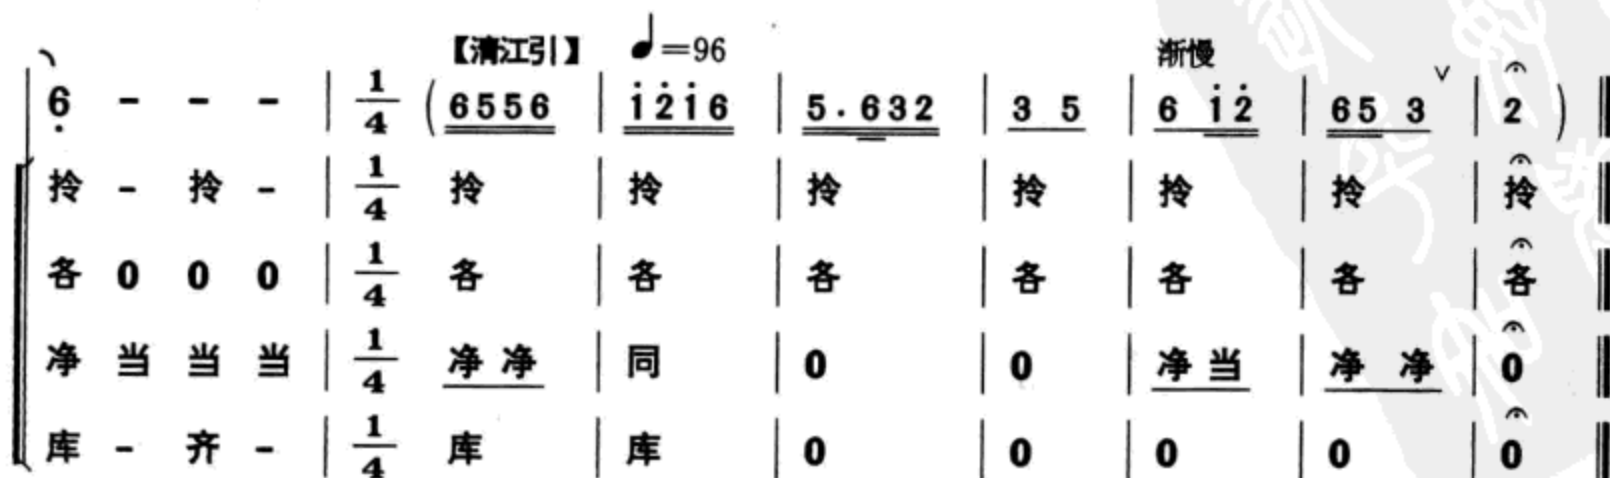 【清江引】 ♩=96 渐慢
6̣ - - - | 1/4 (6556 | i̇2̇i̇6 | 5.632 | 3 5 | 6 i̇2̇ | 65 3 ∨ | 2 ) ‖
拎 - 拎 - | 1/4 拎 | 拎 | 拎 | 拎 | 拎 | 拎 | 拎 ‖
各 0 0 0 | 1/4 各 | 各 | 各 | 各 | 各 | 各 | 各 ‖
净 当 当 当 | 1/4 净 净 | 同 | 0 | 0 | 净 当 | 净 净 | 0 ‖
库 - 齐 - | 1/4 库 | 库 | 0 | 0 | 0 | 0 | 0 ‖